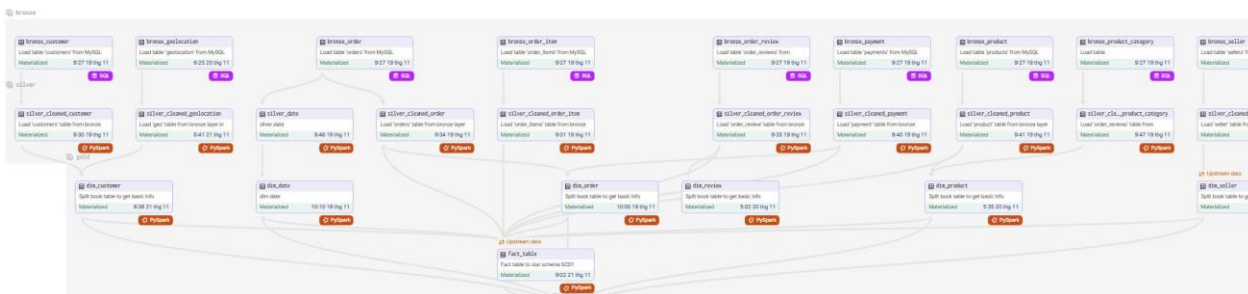 bronze
bronze_customer
Load table 'customers' from MySQL
Materialized 9:27 19 thg 11
SQL
bronze_geolocation
Load table 'geolocation' from MySQL
Materialized 6:25 20 thg 11
SQL
bronze_order
Load table 'orders' from MySQL
Materialized 9:27 19 thg 11
SQL
bronze_order_item
Load table 'order_items' from MySQL
Materialized 9:27 19 thg 11
SQL
bronze_order_review
Load table 'order_reviews' from
Materialized 9:27 19 thg 11
SQL
bronze_payment
Load table 'payments' from MySQL
Materialized 9:27 19 thg 11
SQL
bronze_product
Load table 'products' from MySQL
Materialized 9:27 19 thg 11
SQL
bronze_product_category
Load table
Materialized 9:27 19 thg 11
SQL
bronze_seller
Load table 'sellers'
Materialized
silver
silver_cleaned_customer
Load 'customers' table from bronze
Materialized 9:30 19 thg 11
PySpark
silver_cleaned_geolocation
Load 'geo' table from bronze layer in
Materialized 6:41 21 thg 11
PySpark
silver_date
silver date
Materialized 9:46 19 thg 11
PySpark
silver_cleaned_order
Load 'orders' table from bronze layer
Materialized 9:34 19 thg 11
PySpark
silver_cleaned_order_item
Load 'order_items' table from bronze
Materialized 9:31 19 thg 11
PySpark
silver_cleaned_order_review
Load 'order_review' table from bronze
Materialized 9:35 19 thg 11
PySpark
silver_cleaned_payment
Load 'payment' table from bronze
Materialized 9:40 19 thg 11
PySpark
silver_cleaned_product
Load 'product' table from bronze layer
Materialized 9:41 19 thg 11
PySpark
silver_cle…_product_category
Load 'order_reviews' table from
Materialized 9:47 19 thg 11
PySpark
silver_cleaned
Load 'seller' table
Materialized
gold
dim_customer
Split book table to get basic info
Materialized 8:38 21 thg 11
PySpark
dim_date
dim date
Materialized 10:10 19 thg 11
PySpark
dim_order
Split book table to get basic info
Materialized 10:00 19 thg 11
PySpark
dim_review
Split book table to get basic info
Materialized 5:02 20 thg 11
PySpark
dim_product
Split book table to get basic info
Materialized 5:30 20 thg 11
PySpark
Upstream data
dim_seller
Split book table to
Materialized
Upstream data
fact_table
Fact table to star schema SCD1
Materialized 9:02 21 thg 11
PySpark